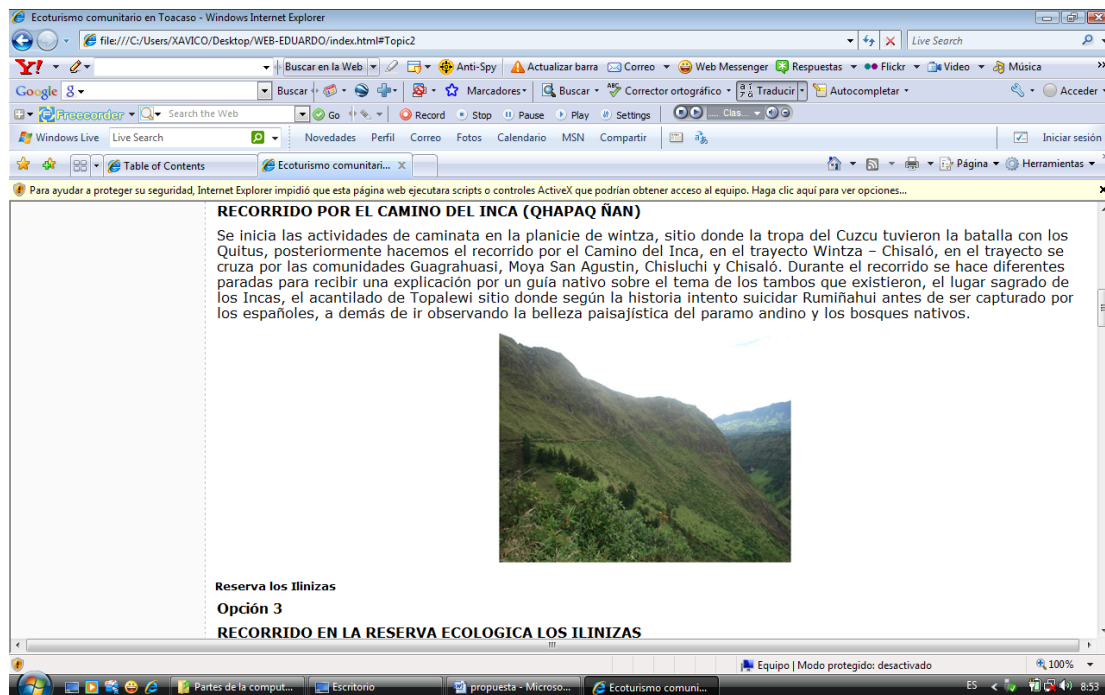 Ecoturismo comunitario en Toacaso - Windows Internet Explorer
file:///C:/Users/XAVICO/Desktop/WEB-EDUARDO/index.html#Topic2 Live Search
Y! Buscar en la Web Anti-Spy Actualizar barra Correo Web Messenger Respuestas Flickr Video Música
Google Buscar Marcadores Buscar Corrector ortográfico Traducir Autocompletar Acceder
Freecorder Search the Web Go Record Stop Play Pause Settings Clas...
Windows Live Live Search Novedades Perfil Correo Fotos Calendario MSN Compartir Iniciar sesión
Table of Contents Ecoturismo comunitari... Página Herramientas
Para ayudar a proteger su seguridad, Internet Explorer impidió que esta página web ejecutara scripts o controles ActiveX que podrían obtener acceso al equipo. Haga clic aquí para ver opciones...
RECORRIDO POR EL CAMINO DEL INCA (QHAPAQ ÑAN)
Se inicia las actividades de caminata en la planicie de wintza, sitio donde la tropa del Cuzcu tuvieron la batalla con los
Quitus, posteriormente hacemos el recorrido por el Camino del Inca, en el trayecto Wintza – Chisaló, en el trayecto se
cruza por las comunidades Guagrahuasi, Moya San Agustin, Chisluchi y Chisaló. Durante el recorrido se hace diferentes
paradas para recibir una explicación por un guía nativo sobre el tema de los tambos que existieron, el lugar sagrado de
los Incas, el acantilado de Topalewi sitio donde según la historia intento suicidar Rumiñahui antes de ser capturado por
los españoles, a demás de ir observando la belleza paisajística del paramo andino y los bosques nativos.
Reserva los Ilinizas
Opción 3
RECORRIDO EN LA RESERVA ECOLOGICA LOS ILINIZAS
Equipo | Modo protegido: desactivado 100%
Partes de la comput... Escritorio propuesta - Microso... Ecoturismo comuni... ES 8:53